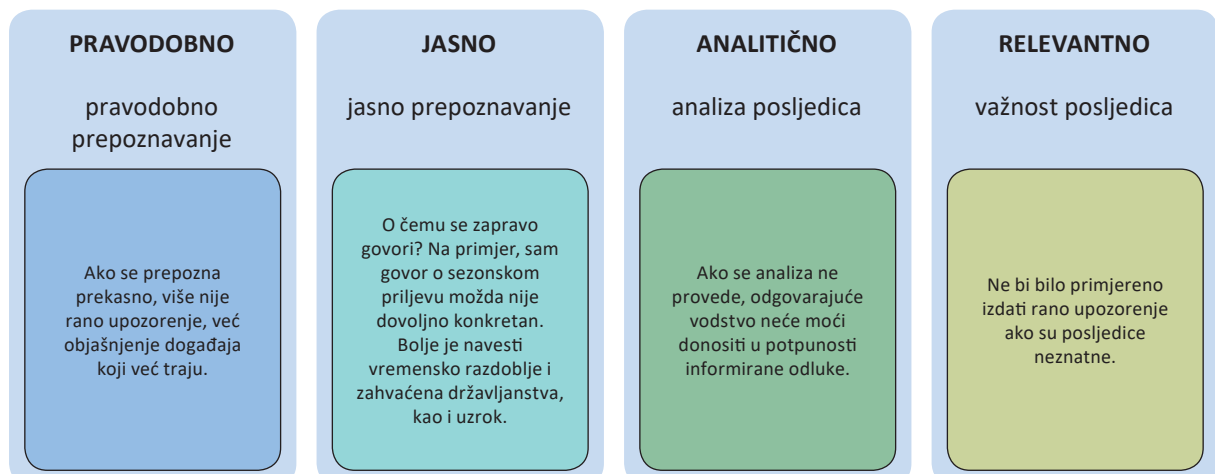 PRAVODOBNO
pravodobno
prepoznavanje
Ako se prepozna
prekasno, više nije
rano upozorenje, već
objašnjenje događaja
koji već traju.
JASNO
jasno prepoznavanje
O čemu se zapravo
govori? Na primjer, sam
govor o sezonskom
priljevu možda nije
dovoljno konkretan.
Bolje je navesti
vremensko razdoblje i
zahvaćena državljanstva,
kao i uzrok.
ANALITIČNO
analiza posljedica
Ako se analiza ne
provede, odgovarajuće
vodstvo neće moći
donositi u potpunosti
informirane odluke.
RELEVANTNO
važnost posljedica
Ne bi bilo primjereno
izdati rano upozorenje
ako su posljedice
neznatne.